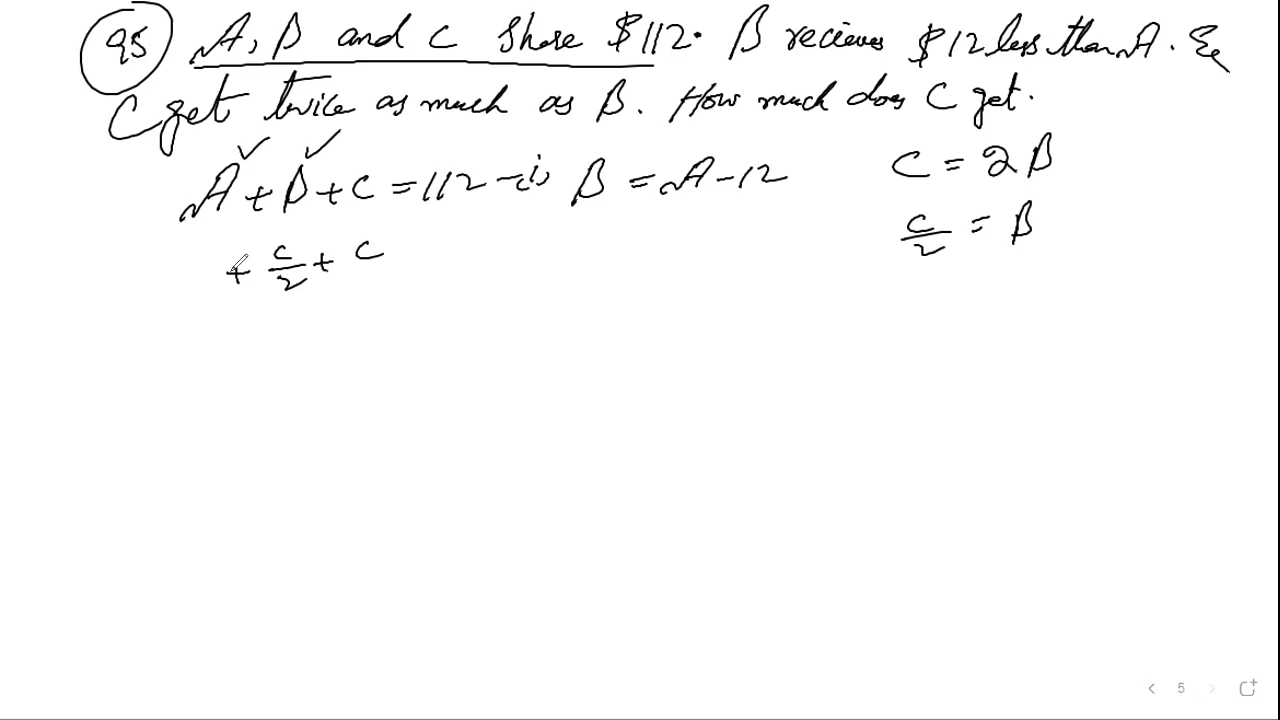 95 A, B and C Share $112. B recieves $12 less than A. &
C get twice as much as B. How much does C get.
A + B + C = 112 -i, B = A-12 C = 2B
+ C/2 + C C/2 = B
5